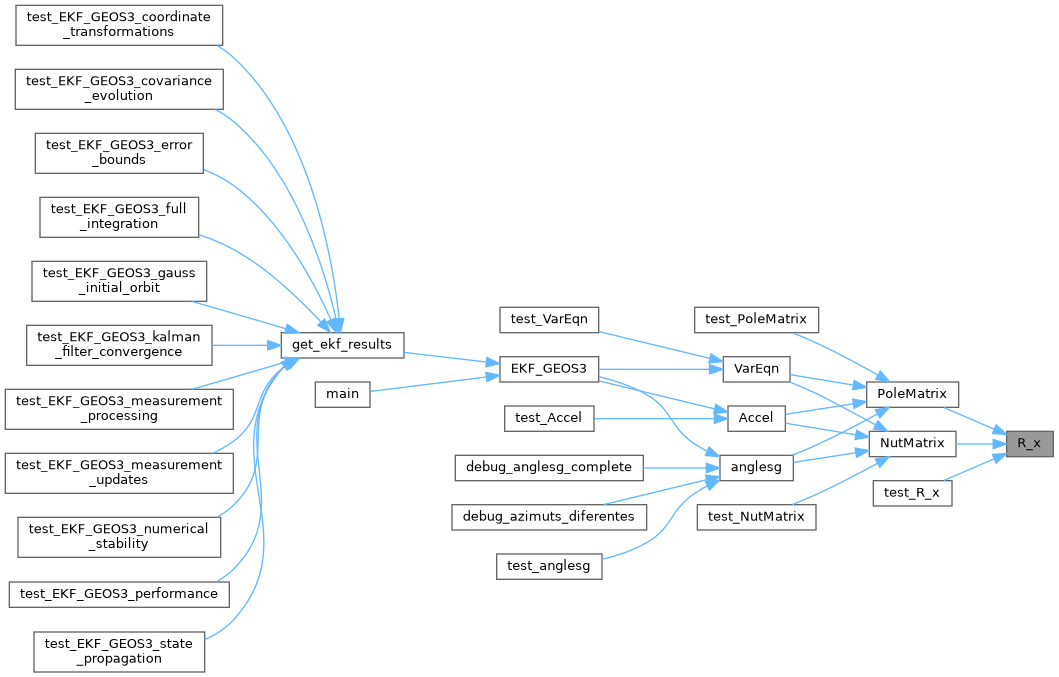 test_EKF_GEOS3_coordinate
_transformations
test_EKF_GEOS3_covariance
_evolution
test_EKF_GEOS3_error
_bounds
test_EKF_GEOS3_full
_integration
test_EKF_GEOS3_gauss
_initial_orbit
test_EKF_GEOS3_kalman
_filter_convergence
test_EKF_GEOS3_measurement
_processing
test_EKF_GEOS3_measurement
_updates
test_EKF_GEOS3_numerical
_stability
test_EKF_GEOS3_performance
test_EKF_GEOS3_state
_propagation
get_ekf_results
main
test_VarEqn
EKF_GEOS3
test_Accel
debug_anglesg_complete
debug_azimuts_diferentes
test_anglesg
test_PoleMatrix
VarEqn
Accel
anglesg
test_NutMatrix
PoleMatrix
NutMatrix
test_R_x
R_x